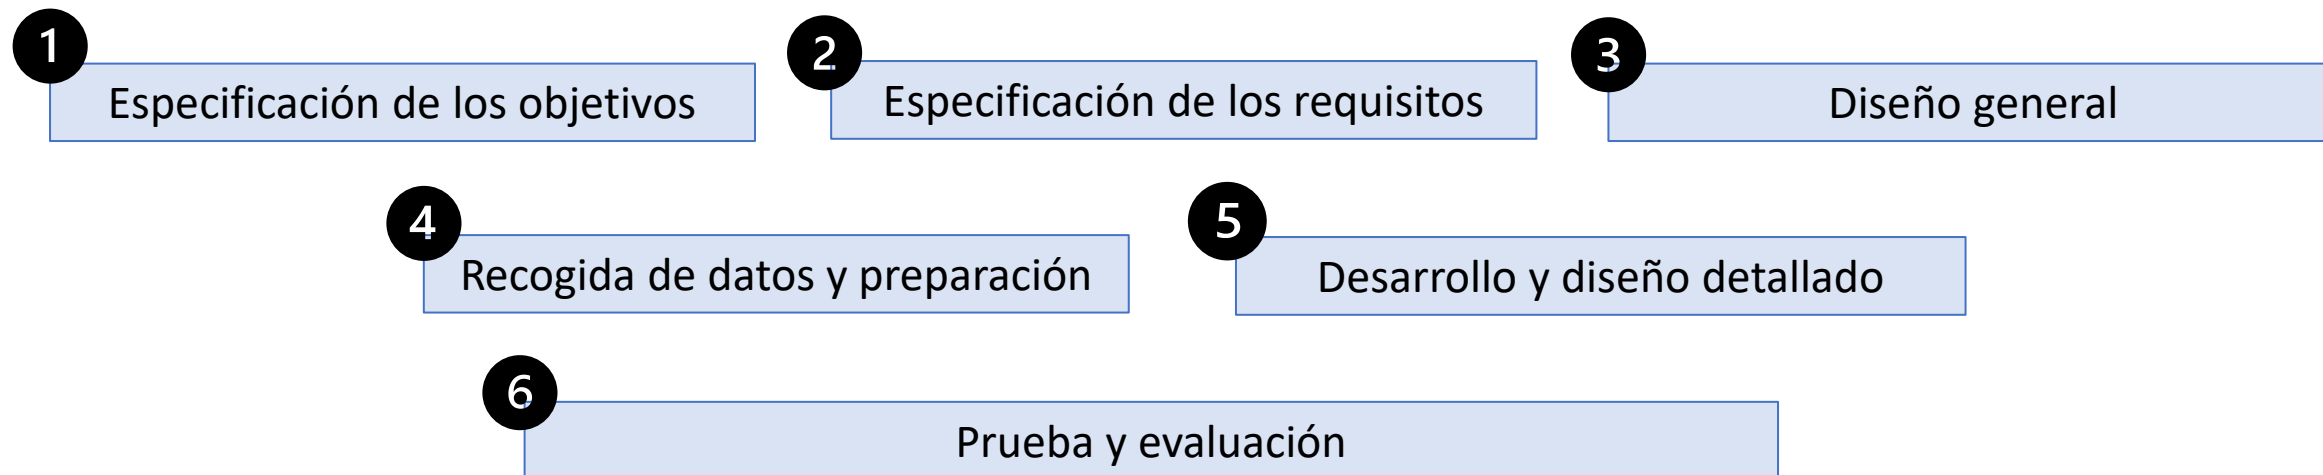 1
Especificación de los objetivos
2
Especificación de los requisitos
3
Diseño general
4
Recogida de datos y preparación
5
Desarrollo y diseño detallado
6
Prueba y evaluación